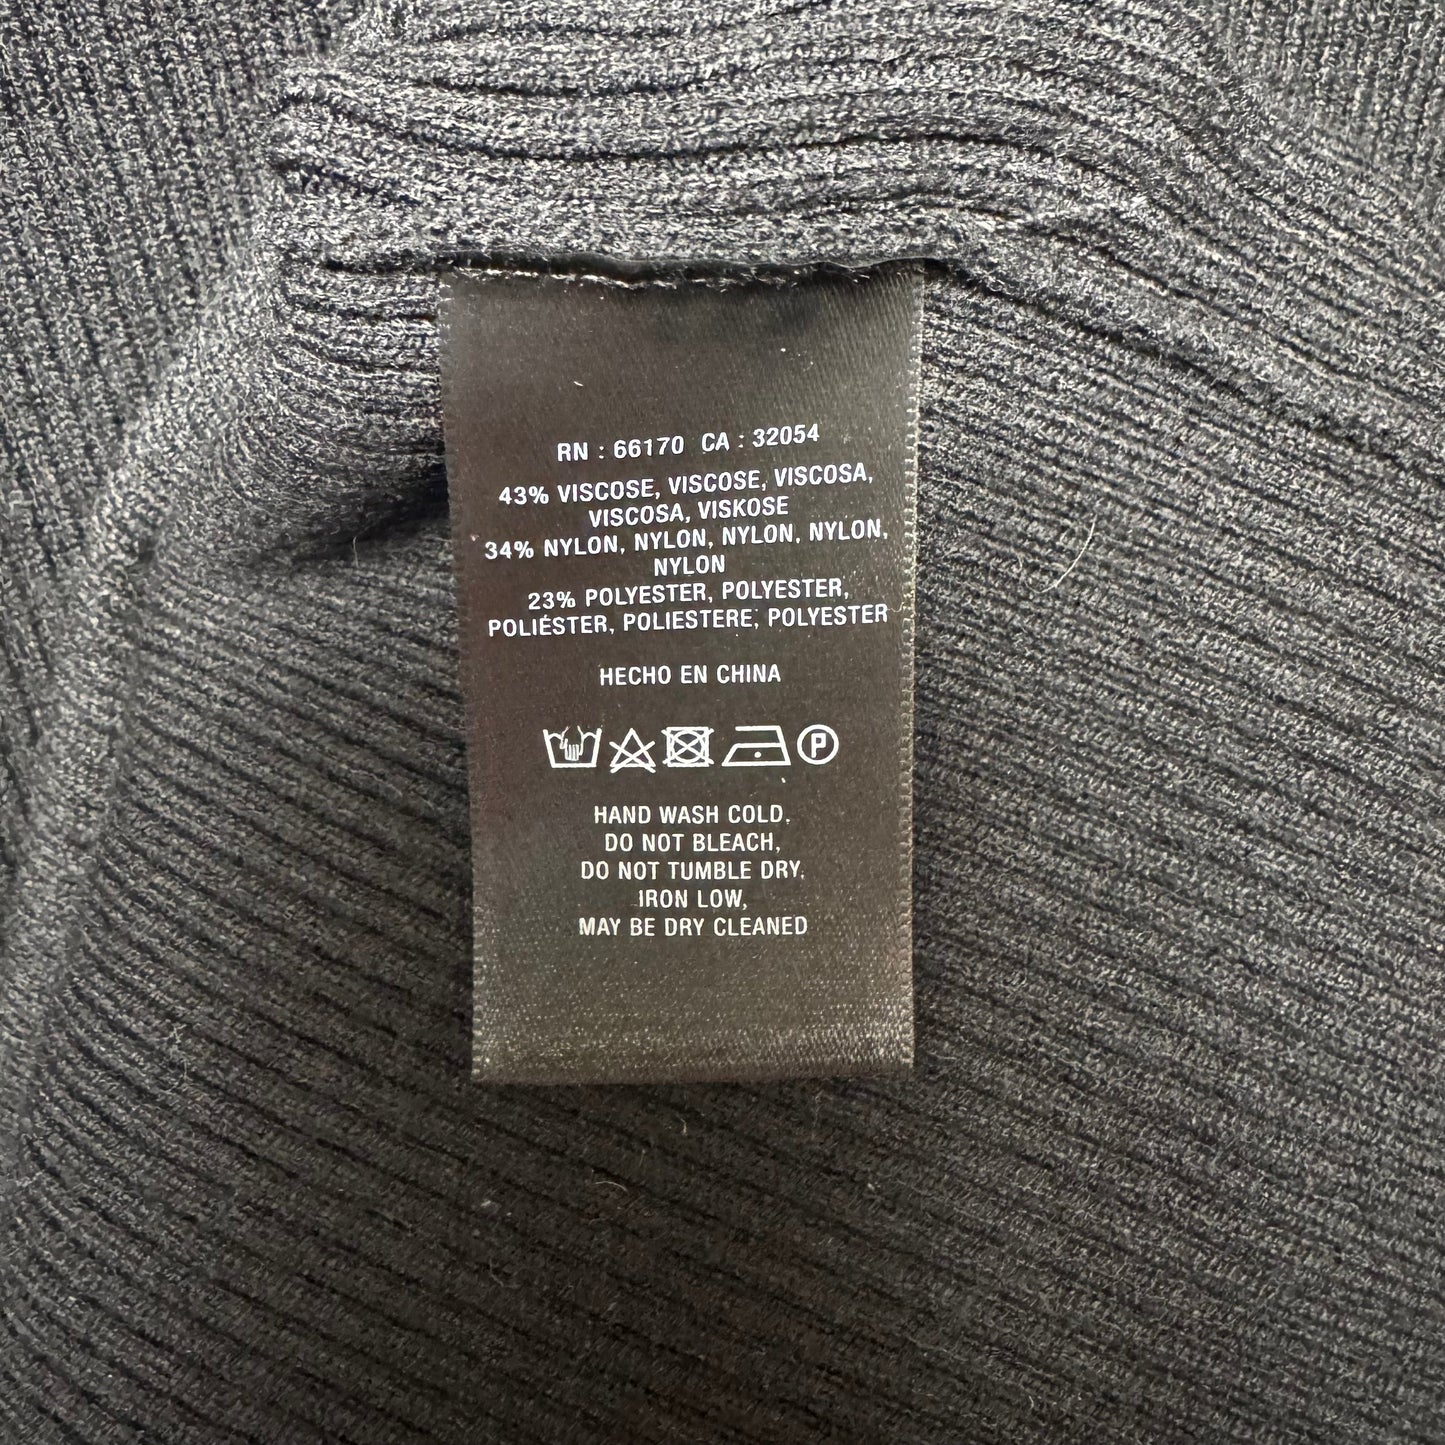 RN : 66170 CA : 32054
43% VISCOSE, VISCOSE, VISCOSA,
VISCOSA, VISKOSE
34% NYLON, NYLON, NYLON, NYLON,
NYLON
23% POLYESTER, POLYESTER,
POLIÉSTER, POLIESTERE, POLYESTER
HECHO EN CHINA
P
HAND WASH COLD,
DO NOT BLEACH,
DO NOT TUMBLE DRY.
IRON LOW,
MAY BE DRY CLEANED